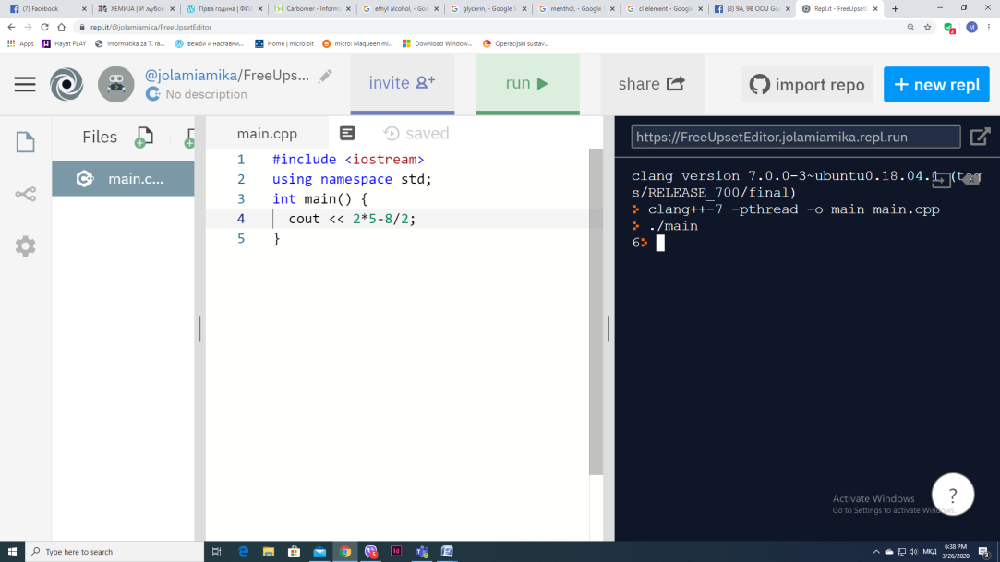 (7) Facebook
ХЕМИЈА | И љубов
Прва година | ФИЗ
Carbomer - Informa
ethyl alcohol, - Goo
glycerin, - Google S
menthol, - Google S
cl element - Google
(3) 9A, 9B OOU Goc
Repl.it - FreeUpsetE
repl.it/@jolamiamika/FreeUpsetEditor
M
Apps
Hayat PLAY
Informatika za 7. ra...
вежби и наставни...
Home | micro:bit
micro: Maqueen mi...
Download Window...
Operacijski sustav...
@jolamiamika/FreeUps...
No description
invite
run
share
import repo
+ new repl
Files
main.c...
main.cpp
saved
1 #include <iostream>
2 using namespace std;
3 int main() {
4 cout << 2*5-8/2;
5 }
https://FreeUpsetEditor.jolamiamika.repl.run
clang version 7.0.0-3~ubuntu0.18.04.1 (tag
s/RELEASE_700/final)
clang++-7 -pthread -o main main.cpp
./main
6
Activate Windows
Go to Settings to activate Windows.
?
Type here to search
МКД
6:38 PM
3/26/2020
3